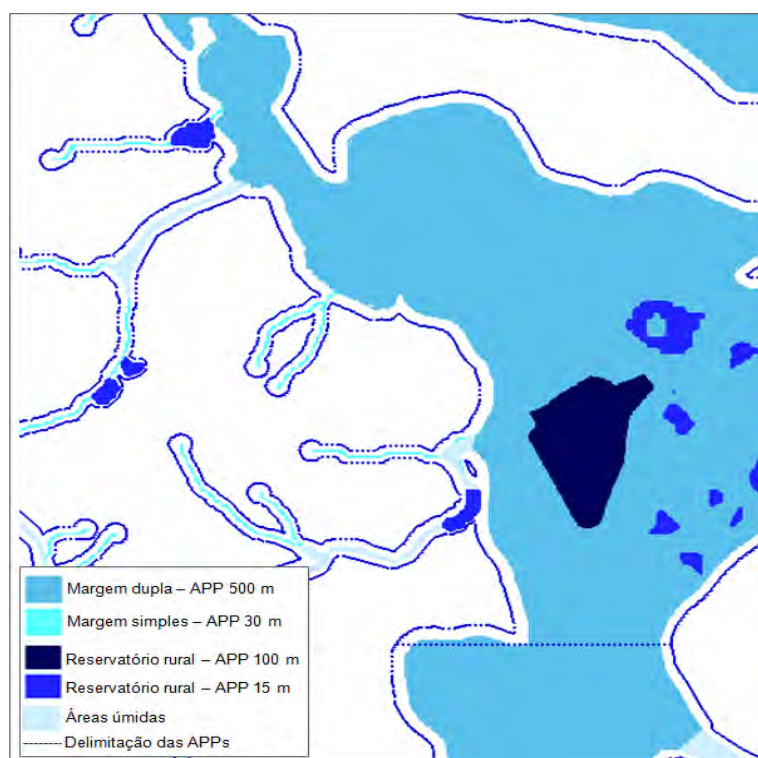 Margem dupla – APP 500 m
Margem simples – APP 30 m
Reservatório rural – APP 100 m
Reservatório rural – APP 15 m
Áreas úmidas
Delimitação das APPs